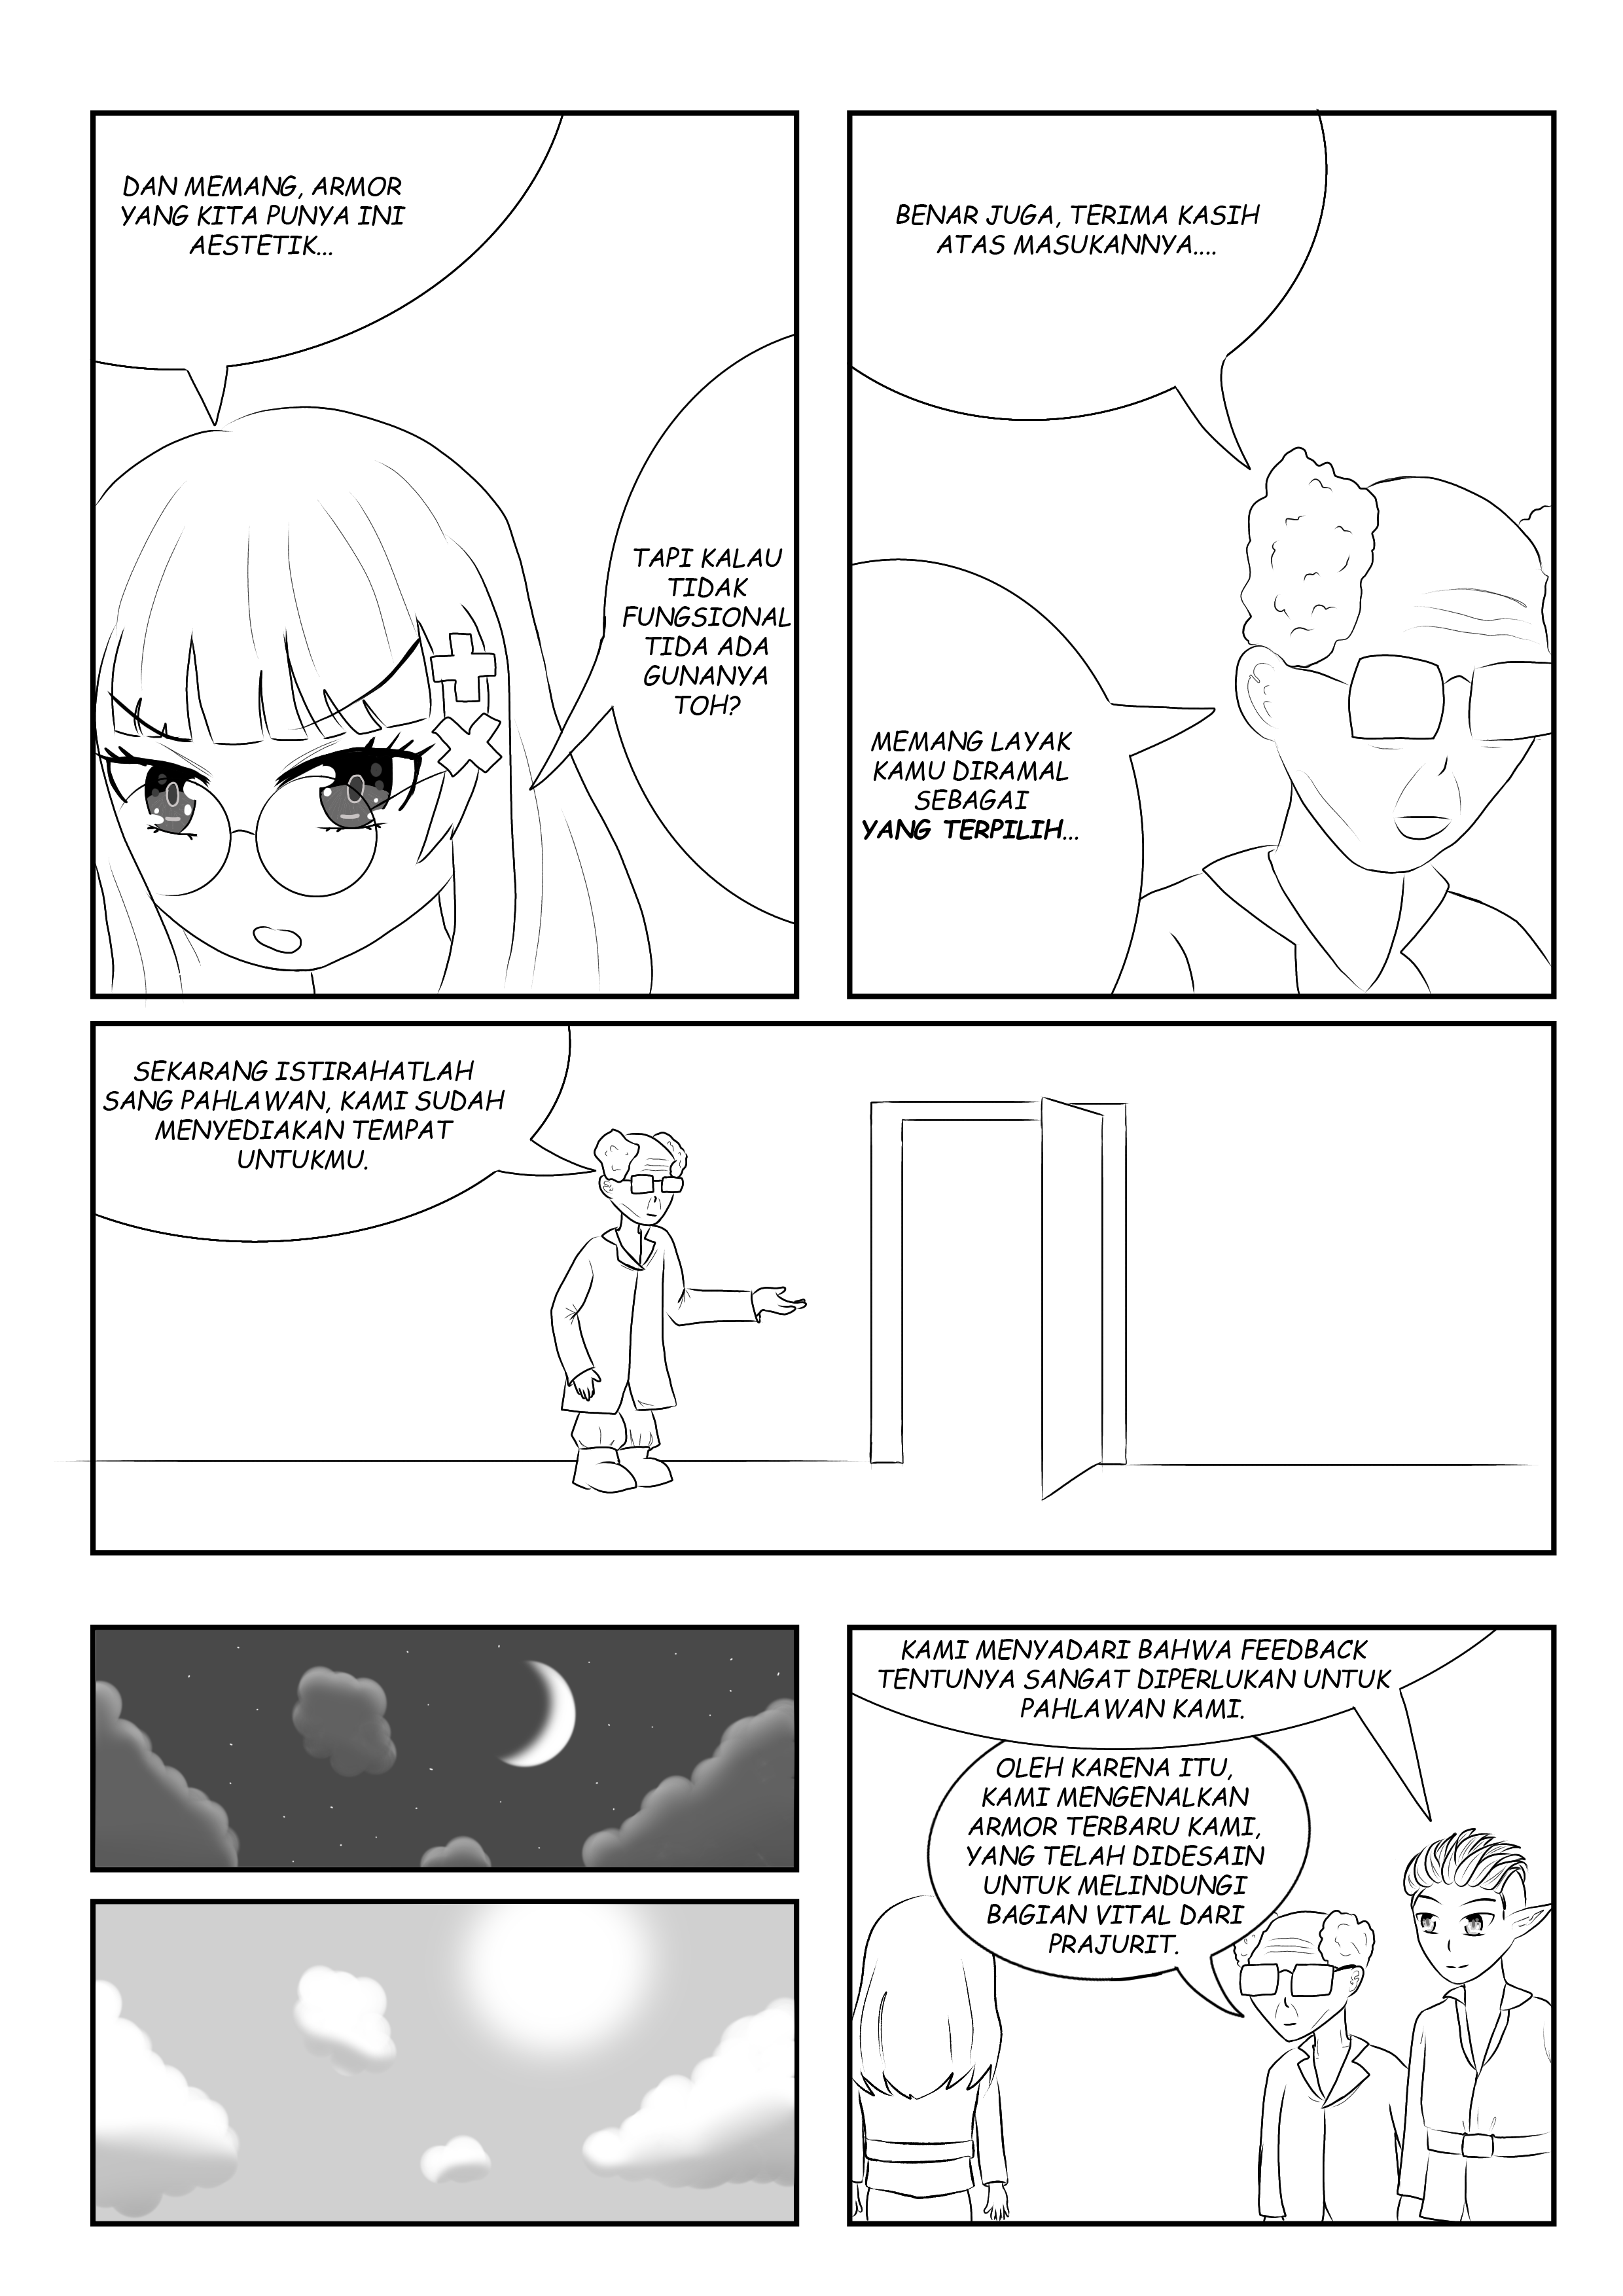 DAN MEMANG, ARMOR
YANG KITA PUNYA INI
AESTETIK...
TAPI KALAU
TIDAK
FUNGSIONAL
TIDA ADA
GUNANYA
TOH?
BENAR JUGA, TERIMA KASIH
ATAS MASUKANNYA....
MEMANG LAYAK
KAMU DIRAMAL
SEBAGAI
YANG TERPILIH...
SEKARANG ISTIRAHATLAH
SANG PAHLAWAN, KAMI SUDAH
MENYEDIAKAN TEMPAT
UNTUKMU.
KAMI MENYADARI BAHWA FEEDBACK
TENTUNYA SANGAT DIPERLUKAN UNTUK
PAHLAWAN KAMI.
OLEH KARENA ITU,
KAMI MENGENALKAN
ARMOR TERBARU KAMI,
YANG TELAH DIDESAIN
UNTUK MELINDUNGI
BAGIAN VITAL DARI
PRAJURIT.